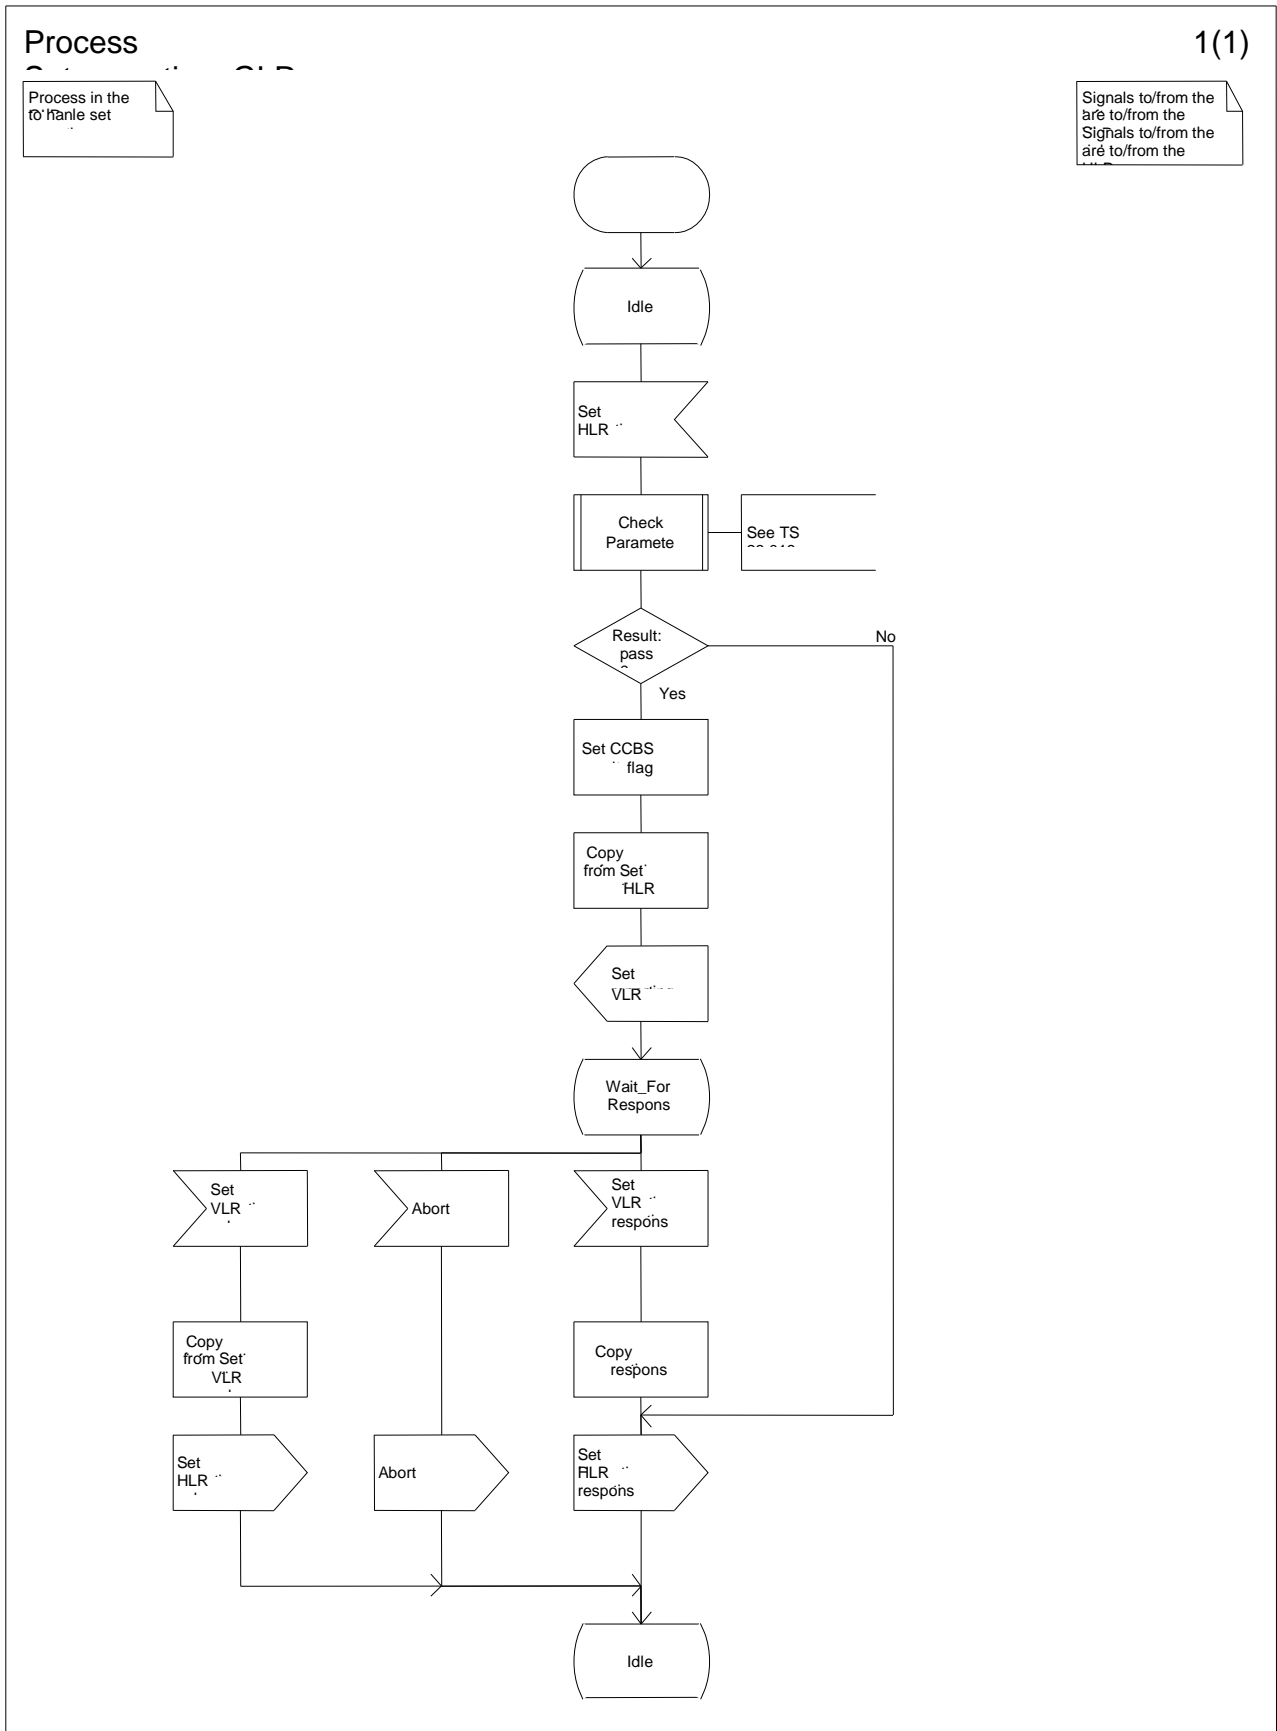 Process
1(1)
Process in the
to hanle set
Signals to/from the
are to/from the
Signals to/from the
are to/from the
Idle
Set
HLR
Check
Paramete
See TS
Result:
pass
No
Yes
Set CCBS
flag
Copy
from Set
HLR
Set
VLR
Wait_For
Respons
Set
VLR
Abort
Set
VLR
respons
Copy
from Set
VLR
Copy
respons
Set
HLR
Abort
Set
HLR
respons
Idle